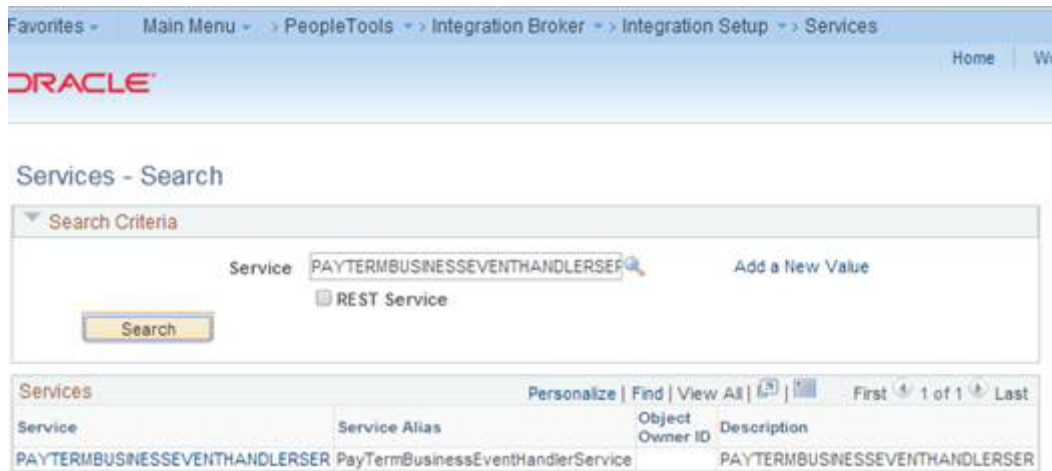 Favorites Main Menu > PeopleTools > Integration Broker > Integration Setup > Services
Home
ORACLE
Services - Search
Search Criteria
Service PAYTERMBUSINESSEVENTHANDLERSER Add a New Value
REST Service
Search
Services Personalize | Find | View All | First 1 of 1 Last
Service Service Alias Object Owner ID Description
PAYTERMBUSINESSEVENTHANDLERSER PayTermBusinessEventHandlerService PAYTERMBUSINESSEVENTHANDLERSER